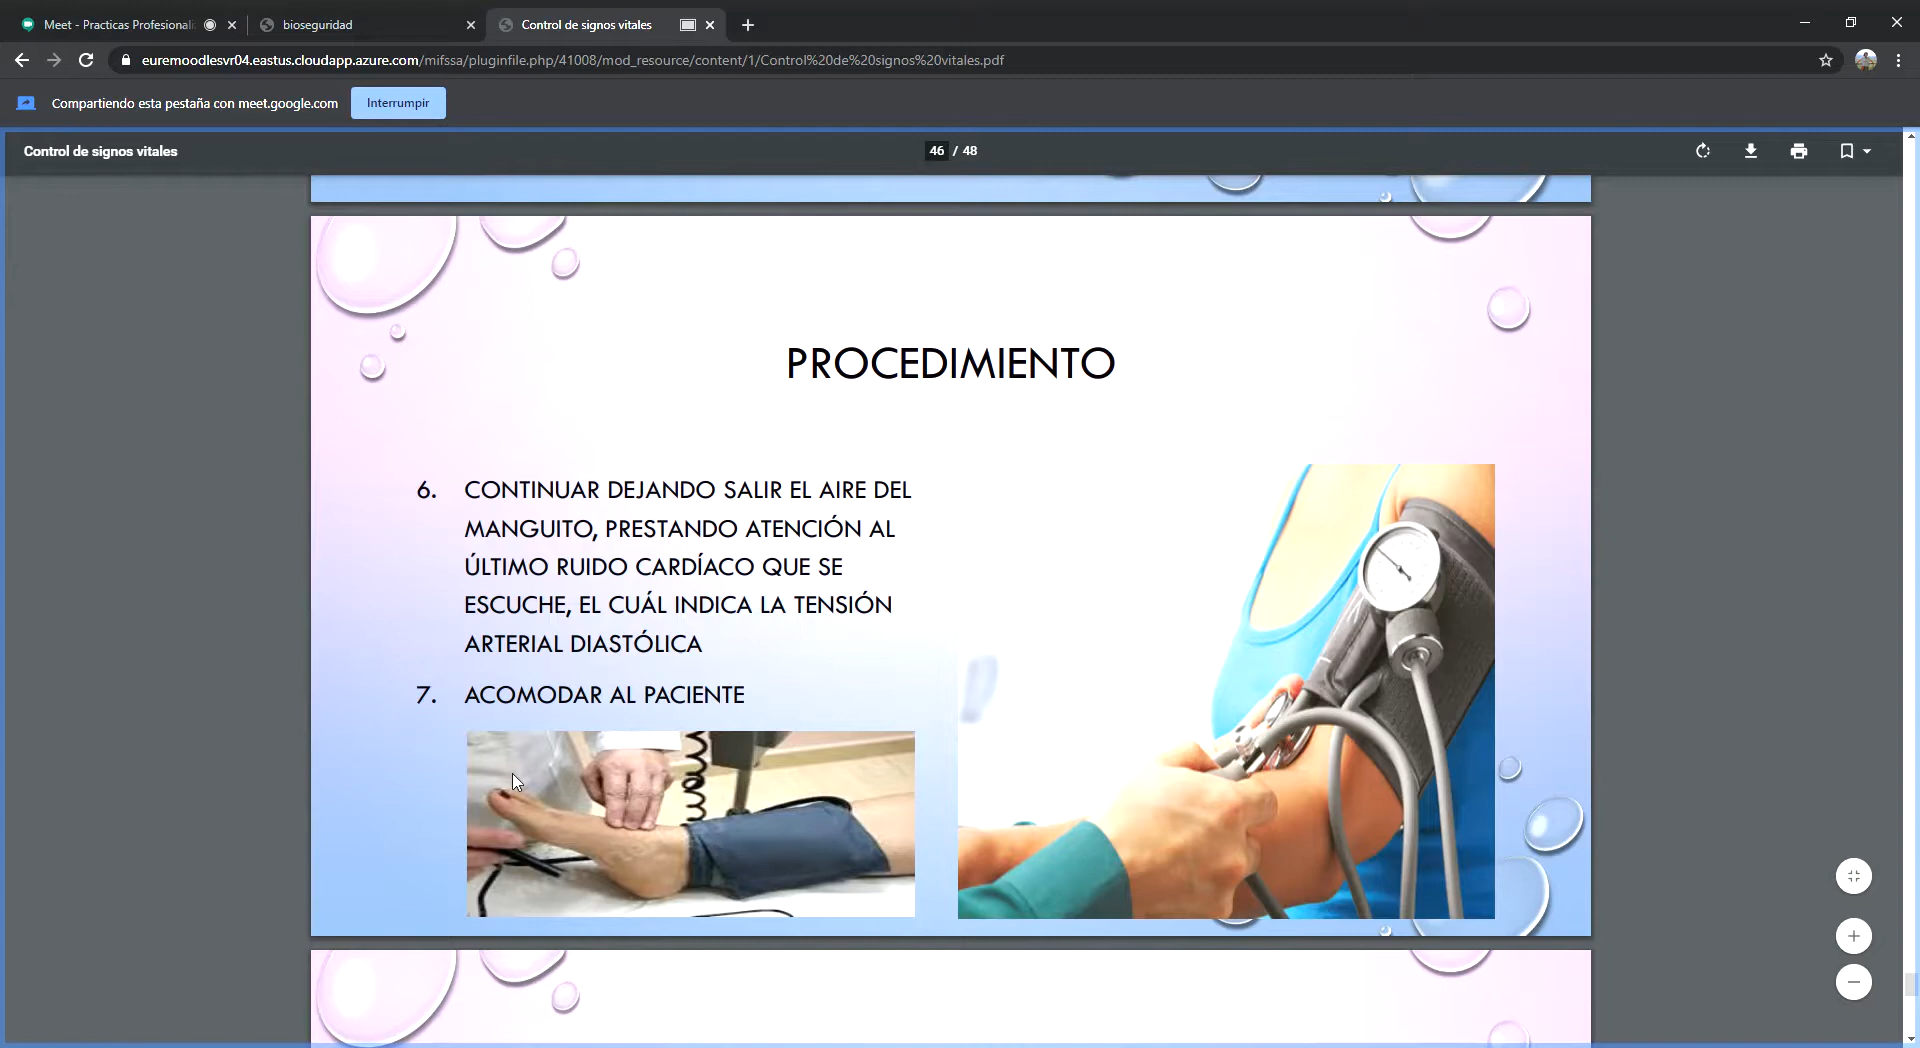 Meet - Practicas Profesional
bioseguridad
Control de signos vitales
euremoodlesvr04.eastus.cloudapp.azure.com/mifssa/pluginfile.php/41008/mod_resource/content/1/Control%20de%20signos%20vitales.pdf
Compartiendo esta pestaña con meet.google.com
Interrumpir
Control de signos vitales
46 / 48
PROCEDIMIENTO
6. CONTINUAR DEJANDO SALIR EL AIRE DEL
MANGUITO, PRESTANDO ATENCIÓN AL
ÚLTIMO RUIDO CARDÍACO QUE SE
ESCUCHE, EL CUÁL INDICA LA TENSIÓN
ARTERIAL DIASTÓLICA
7. ACOMODAR AL PACIENTE